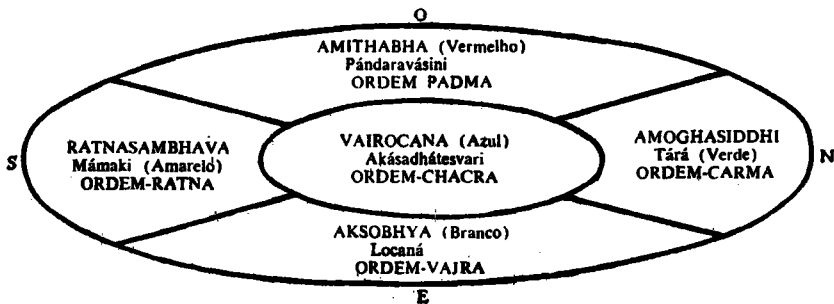 O
AMITHABHA (Vermelho)
Pándaravásini
ORDEM PADMA
S
RATNASAMBHAVA
Mámaki (Amarelo)
ORDEM-RATNA
VAIROCANA (Azul)
Akásadhátesvari
ORDEM-CHACRA
AMOGHASIDDHI
Tárá (Verde)
ORDEM-CARMA
N
AKSOBHYA (Branco)
Locaná
ORDEM-VAJRA
E